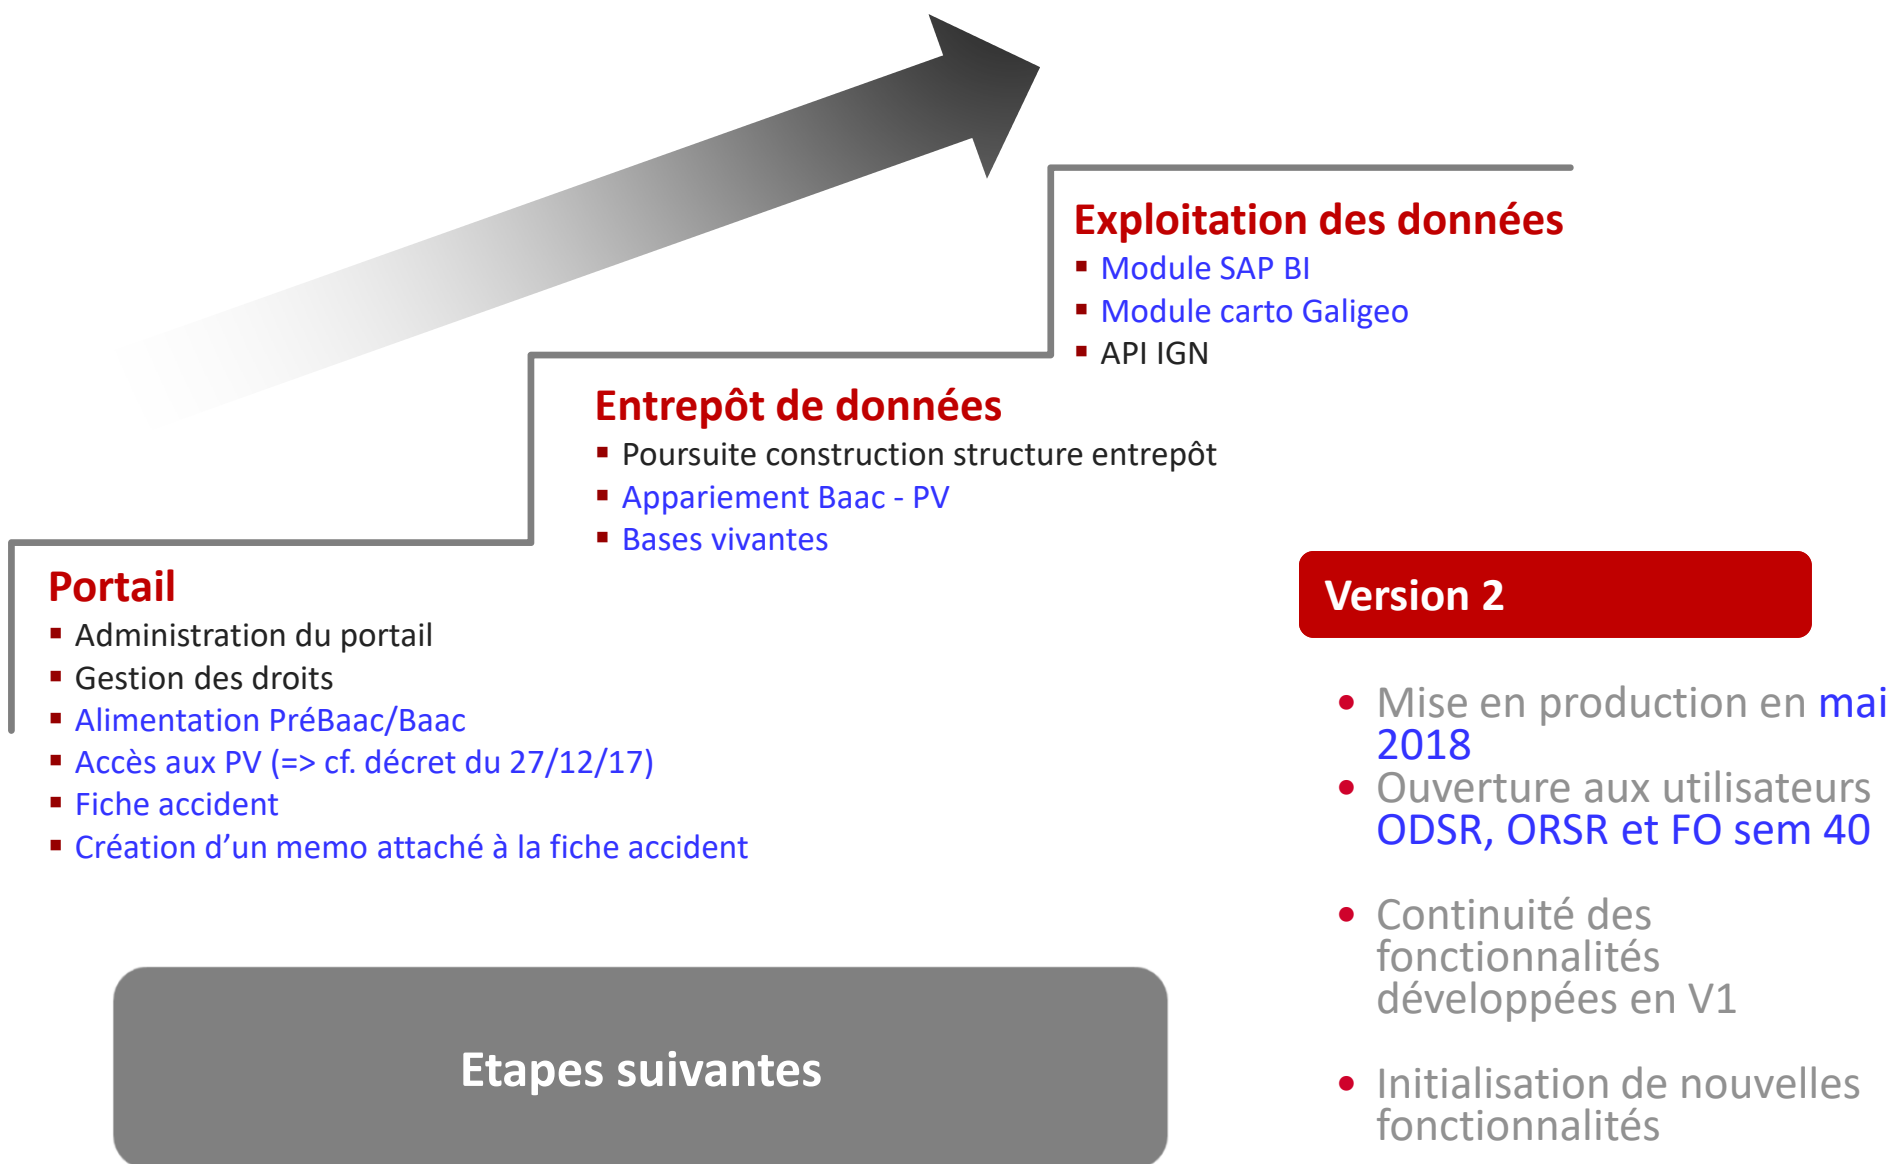 Exploitation des données
Module SAP BI
Module carto Galigeo
API IGN
Entrepôt de données
Poursuite construction structure entrepôt
Appariement Baac - PV
Bases vivantes
Portail
Administration du portail
Gestion des droits
Alimentation PréBaac/Baac
Accès aux PV (=> cf. décret du 27/12/17)
Fiche accident
Création d’un memo attaché à la fiche accident
Version 2
Mise en production en mai
2018
Ouverture aux utilisateurs
ODSR, ORSR et FO sem 40
Continuité des
fonctionnalités
développées en V1
Initialisation de nouvelles
fonctionnalités
Etapes suivantes